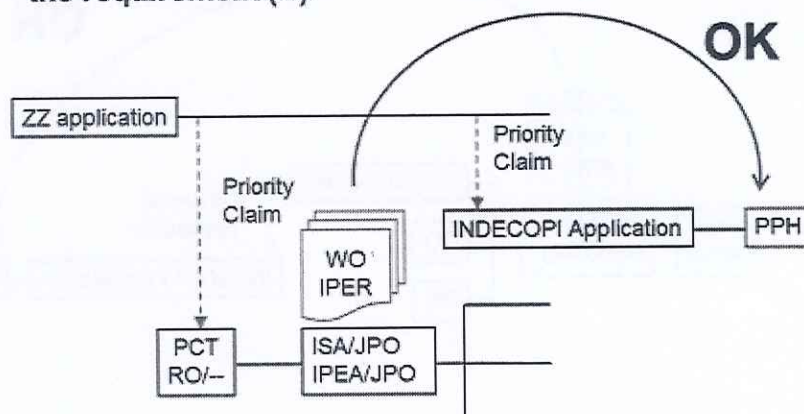 OK
ZZ application
Priority
Claim
Priority
Claim
INDECOPI Application
PPH
WO
IPER
PCT
RO/--
ISA/JPO
IPEA/JPO